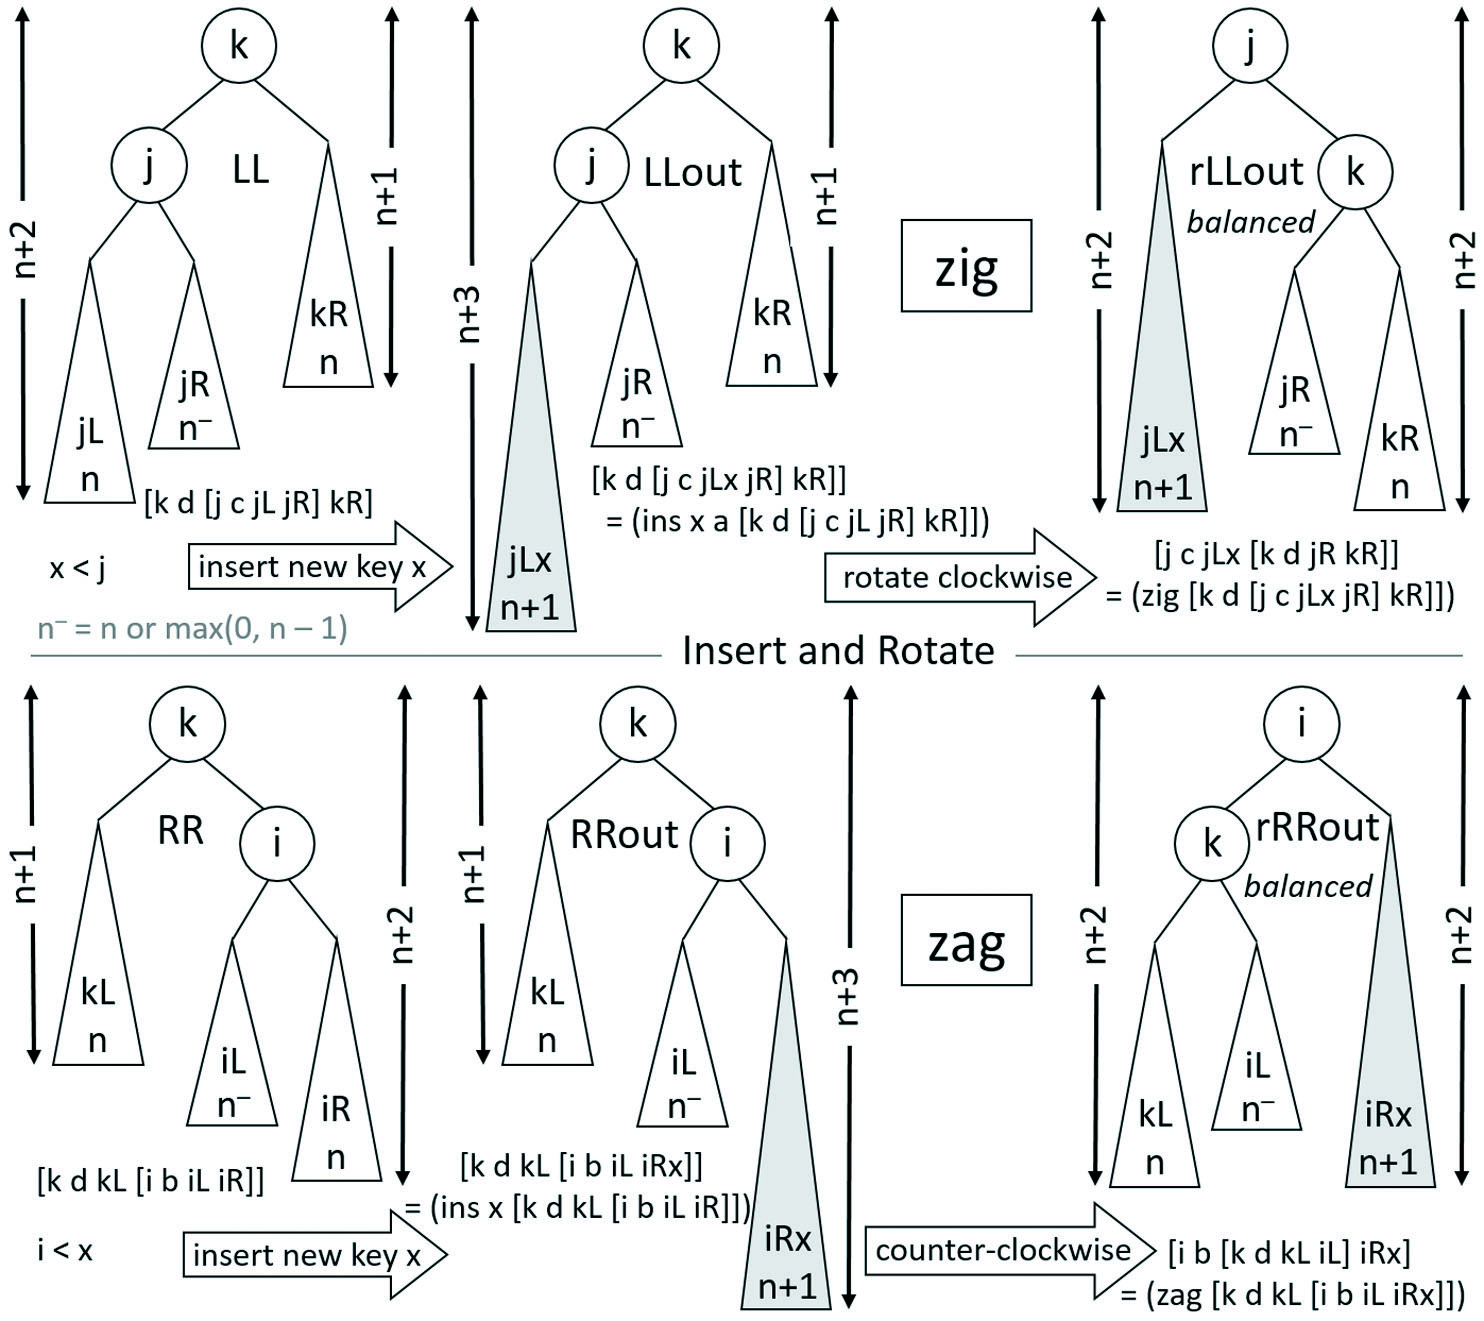 k
j
LL
n+2
n+1
kR
n
jR
n⁻
jL
n
[k d [j c jL jR] kR]
x < j
insert new key x
n⁻ = n or max(0, n – 1)
k
j
LLout
n+3
n+1
kR
n
jR
n⁻
jLx
n+1
[k d [j c jLx jR] kR]]
= (ins x a [k d [j c jL jR] kR]])
zig
rotate clockwise
j
rLLout
k
balanced
n+2
n+2
jR
n⁻
jLx
n+1
kR
n
[j c jLx [k d jR kR]]
= (zig [k d [j c jLx jR] kR]])
Insert and Rotate
k
RR
i
n+1
n+2
kL
n
iL
n⁻
iR
n
[k d kL [i b iL iR]]
i < x
insert new key x
k
RRout
i
n+1
n+3
kL
n
iL
n⁻
iRx
n+1
[k d kL [i b iL iRx]]
= (ins x [k d kL [i b iL iR]])
zag
counter-clockwise
i
k
rRRout
balanced
n+2
n+2
kL
n
iL
n⁻
iRx
n+1
[i b [k d kL iL] iRx]
= (zag [k d kL [i b iL iRx]])